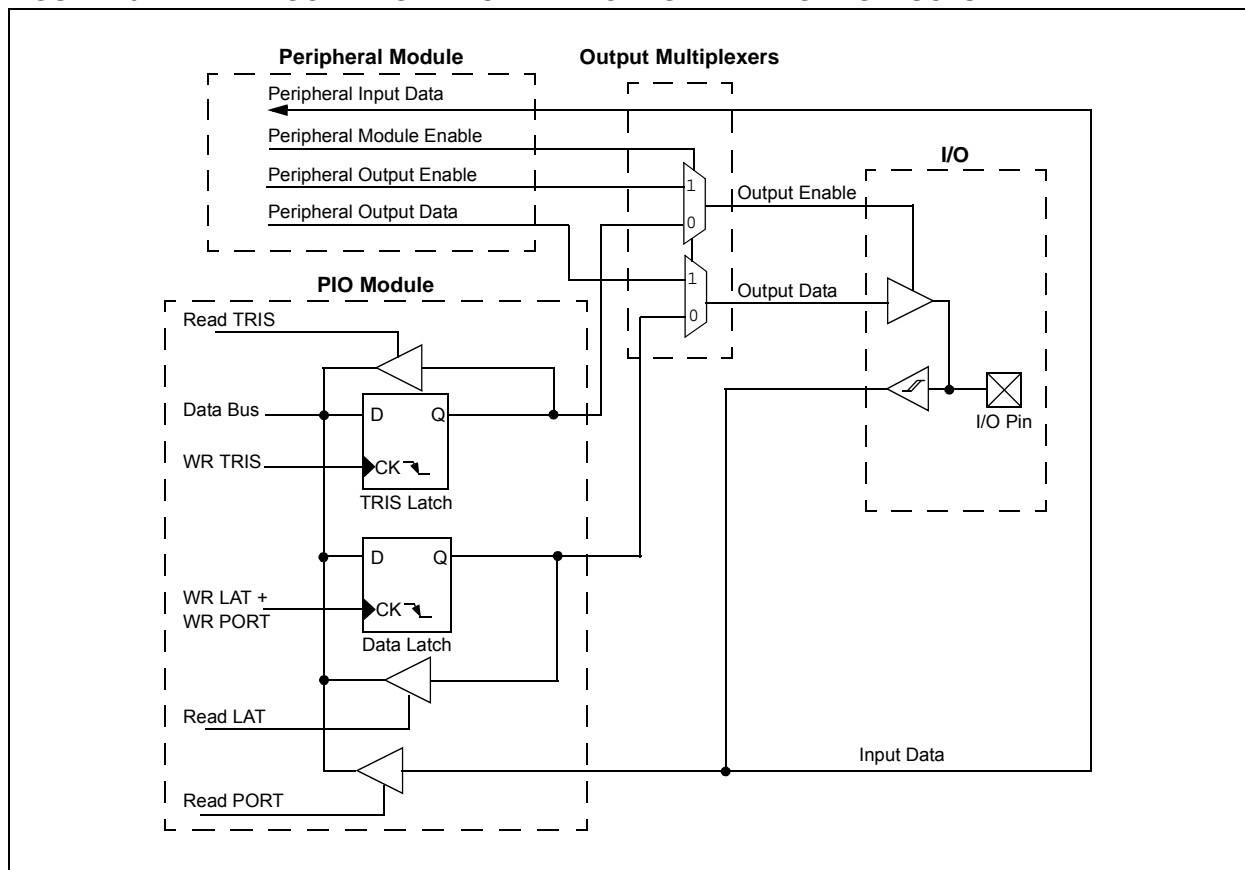 Peripheral Module
Output Multiplexers
Peripheral Input Data
Peripheral Module Enable
Peripheral Output Enable
Peripheral Output Data
1
0
1
0
Output Enable
Output Data
I/O
I/O Pin
PIO Module
Read TRIS
Data Bus
D Q
WR TRIS
CK
TRIS Latch
D Q
WR LAT +
WR PORT
CK
Data Latch
Read LAT
Input Data
Read PORT